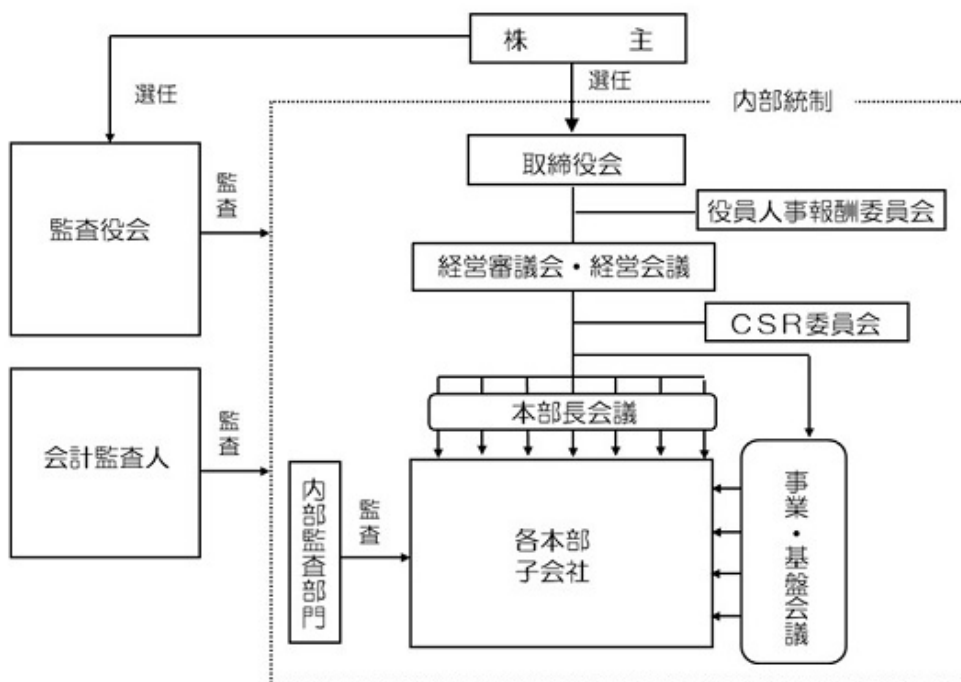 株 主
選任
選任
内部統制
取締役会
監査役会
監査
役員人事報酬委員会
経営審議会・経営会議
CSR委員会
本部長会議
会計監査人
監査
内部監査部門
監査
各本部
子会社
事業・基盤会議